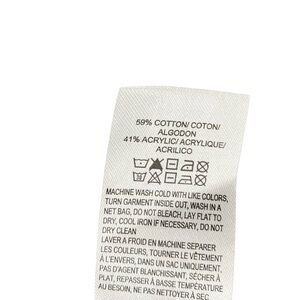 59% COTTON/ COTON/
ALGODON
41% ACRYLIC/ ACRYLIQUE/
ACRILICO
MACHINE WASH COLD WITH LIKE COLORS,
TURN GARMENT INSIDE OUT, WASH IN A
NET BAG, DO NOT BLEACH, LAY FLAT TO
DRY, COOL IRON IF NECESSARY, DO NOT
DRY CLEAN
LAVER A FROID EN MACHINE SEPARER
LES COULEURS, TOURNER LE VÊTEMENT
À L'ENVERS, DANS UN SAC UNIQUEMENT,
PAS D'AGENT BLANCHISSANT, SÉCHER À
PLAT, REPASSER À BASSE TEMPÉRATURE
AU BESOIN, NE PAS NETTOYER À SEC